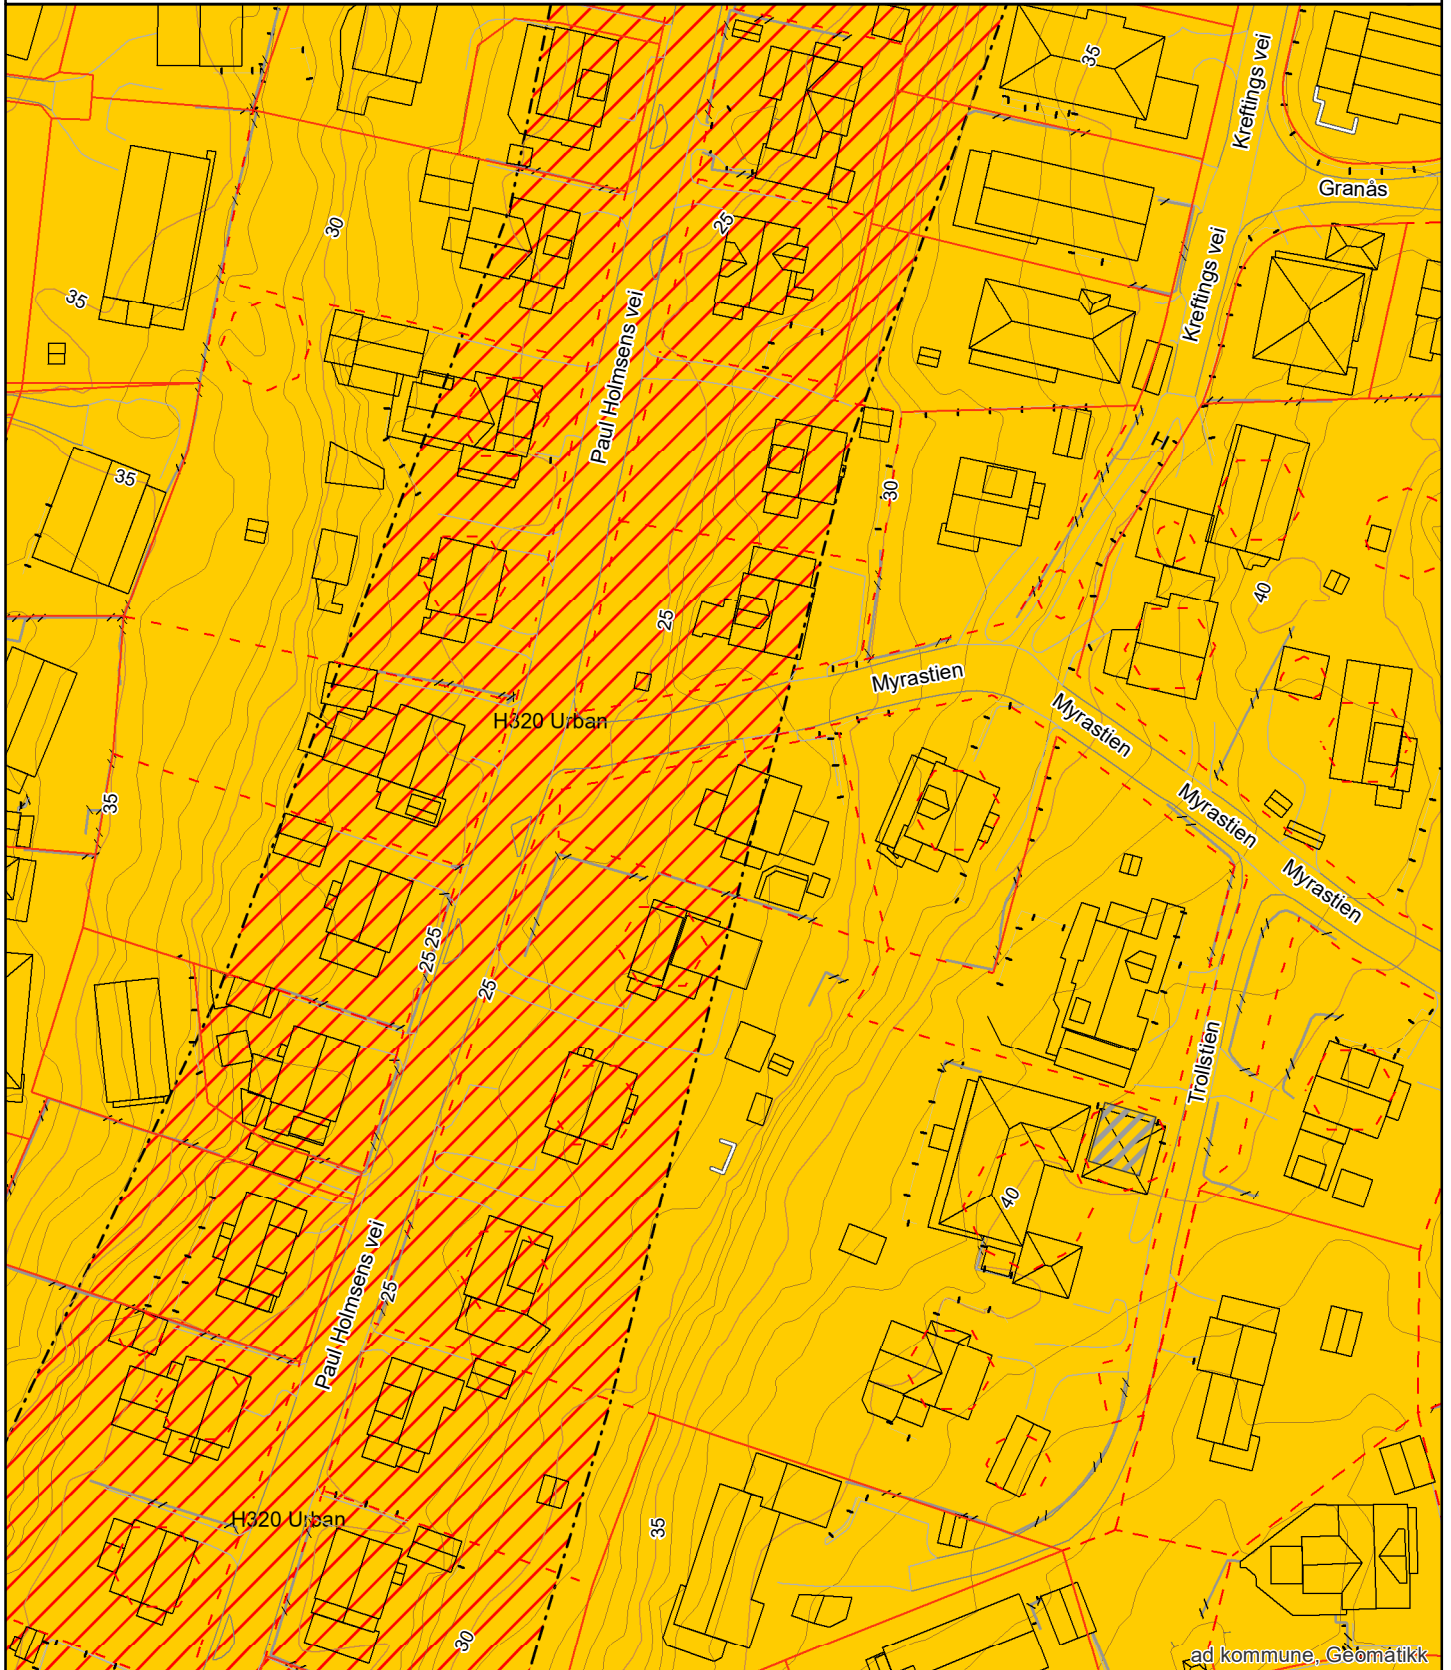 35
Kreftings vei
Granås
30
25
Kreftings vei
35
Paul Holmsens vei
35
30
40
25
Myrastien
H320 Urban
Myrastien
35
Myrastien
Myrastien
25
25
25
Trollstien
40
Paul Holmsens vei
25
H320 Urban
35
30
ad kommune, Geomatikk